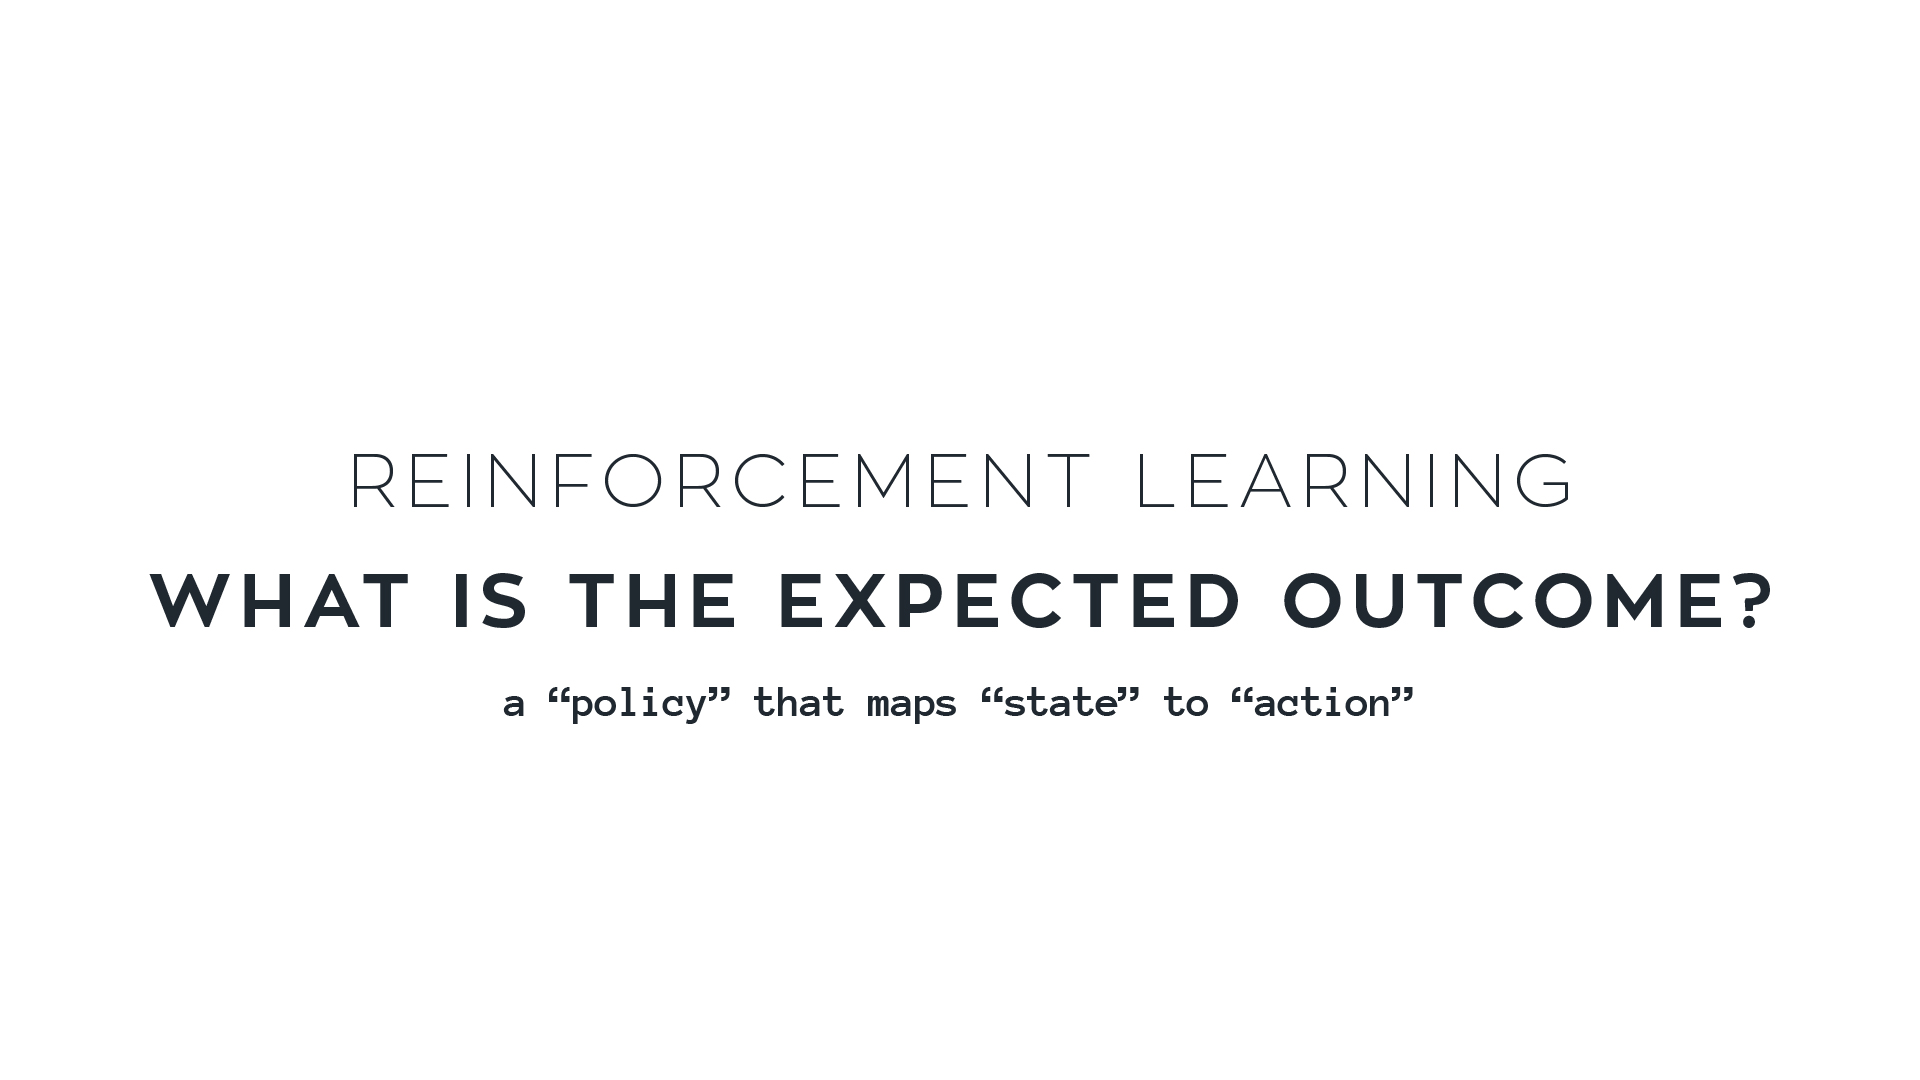 REINFORCEMENT LEARNING
WHAT IS THE EXPECTED OUTCOME?
a “policy” that maps “state” to “action”